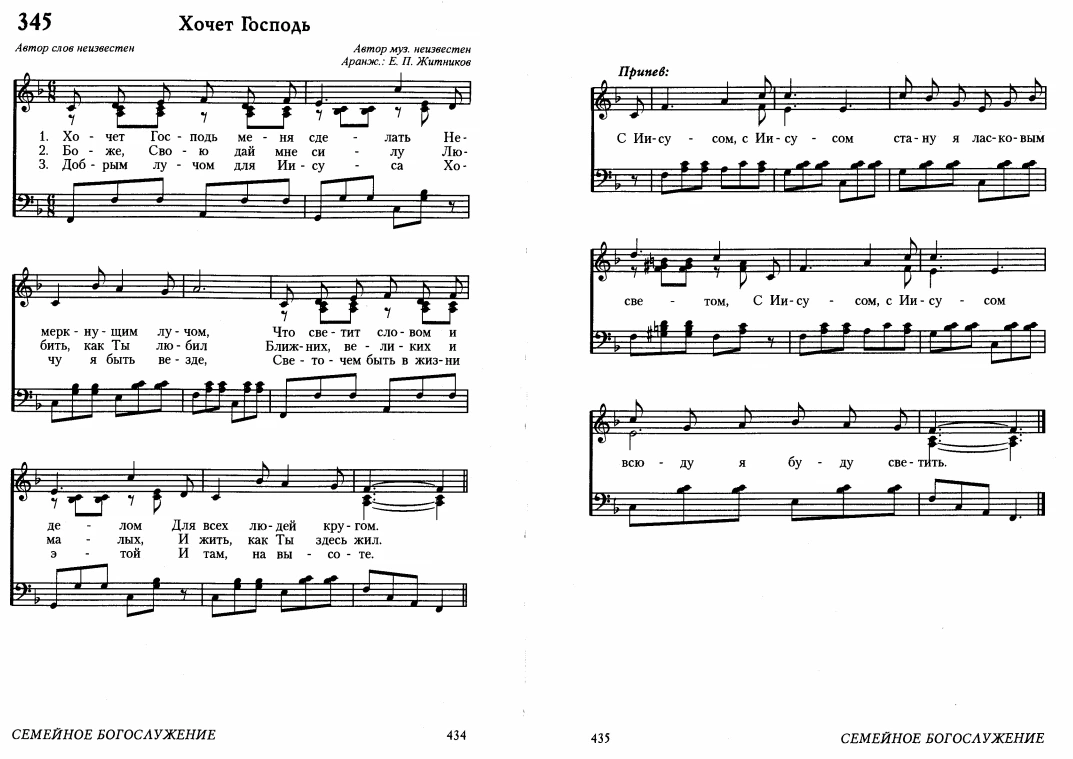 345
Хочет Господь
Автор слов неизвестен
Автор муз. неизвестен
Аранж.: Е. П. Житников
1. Хо - чет Гос - подь ме - ня сде - лать Не-
2. Бо - же, Сво - ю дай мне си - лу Лю-
3. Доб - рым лу - чом для Ии - су - са Хо-
мерк - ну - щим лу - чом, Что све - тит сло - вом и
бить, как Ты лю - бил Ближ - них, ве - ли - ких и
чу я быть ве - зде, Све - то - чем быть в жиз - ни
де - лом Для всех лю - дей кру - гом.
ма - лых, И жить, как Ты здесь жил.
э - той И там, на вы - со - те.
СЕМЕЙНОЕ БОГОСЛУЖЕНИЕ
434
Припев:
С Ии - су - сом, с Ии - су - сом ста - ну я лас - ко - вым
све - том, С Ии - су - сом, с Ии - су - сом
всю - ду я бу - ду све - тить.
435
СЕМЕЙНОЕ БОГОСЛУЖЕНИЕ